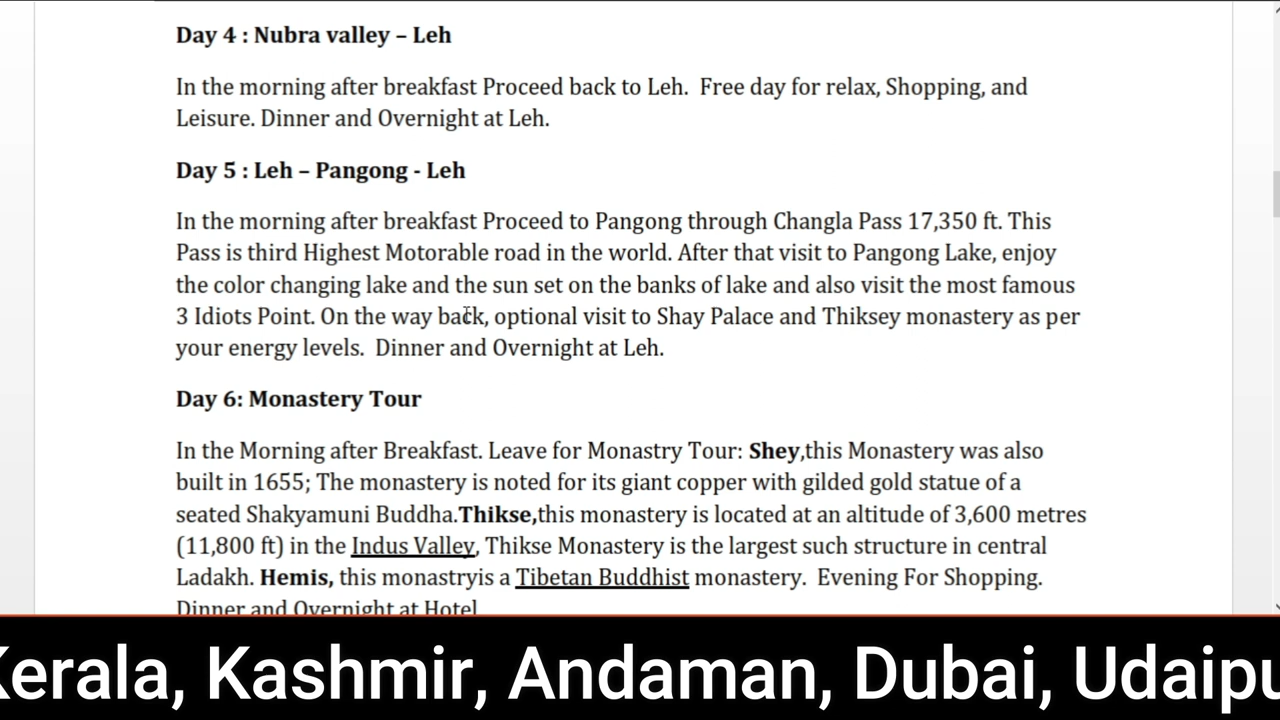 Day 4 : Nubra valley – Leh
In the morning after breakfast Proceed back to Leh.  Free day for relax, Shopping, and
Leisure. Dinner and Overnight at Leh.
Day 5 : Leh – Pangong - Leh
In the morning after breakfast Proceed to Pangong through Changla Pass 17,350 ft. This
Pass is third Highest Motorable road in the world. After that visit to Pangong Lake, enjoy
the color changing lake and the sun set on the banks of lake and also visit the most famous
3 Idiots Point. On the way back, optional visit to Shay Palace and Thiksey monastery as per
your energy levels.  Dinner and Overnight at Leh.
Day 6: Monastery Tour
In the Morning after Breakfast. Leave for Monastry Tour: Shey,this Monastery was also
built in 1655; The monastery is noted for its giant copper with gilded gold statue of a
seated Shakyamuni Buddha.Thikse,this monastery is located at an altitude of 3,600 metres
(11,800 ft) in the Indus Valley, Thikse Monastery is the largest such structure in central
Ladakh. Hemis, this monastryis a Tibetan Buddhist monastery.  Evening For Shopping.
Dinner and Overnight at Hotel
Kerala, Kashmir, Andaman, Dubai, Udaipu